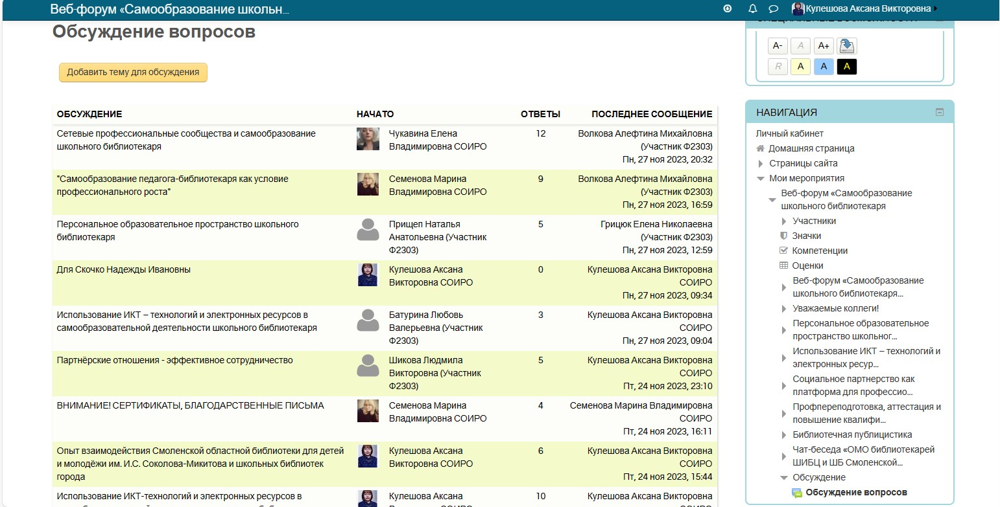 Веб-форум «Самообразование школьн...
Кулешова Аксана Викторовна
Обсуждение вопросов
Добавить тему для обсуждения
ОБСУЖДЕНИЕ
НАЧАТО
ОТВЕТЫ
ПОСЛЕДНЕЕ СООБЩЕНИЕ
Сетевые профессиональные сообщества и самообразование
школьного библиотекаря
Чукавина Елена
Владимировна СОИРО
12
Волкова Алефтина Михайловна
(Участник Ф2303)
Пн, 27 ноя 2023, 20:32
"Самообразование педагога-библиотекаря как условие
профессионального роста"
Семенова Марина
Владимировна СОИРО
9
Волкова Алефтина Михайловна
(Участник Ф2303)
Пн, 27 ноя 2023, 16:59
Персональное образовательное пространство школьного
библиотекаря
Прищеп Наталья
Анатольевна (Участник
Ф2303)
5
Грицюк Елена Николаевна
(Участник Ф2303)
Пн, 27 ноя 2023, 12:59
Для Скочко Надежды Ивановны
Кулешова Аксана
Викторовна СОИРО
0
Кулешова Аксана Викторовна
СОИРО
Пн, 27 ноя 2023, 09:34
Использование ИКТ – технологий и электронных ресурсов в
самообразовательной деятельности школьного библиотекаря
Батурина Любовь
Валерьевна (Участник
Ф2303)
3
Кулешова Аксана Викторовна
СОИРО
Пн, 27 ноя 2023, 09:04
Партнёрские отношения - эффективное сотрудничество
Шикова Людмила
Викторовна (Участник
Ф2303)
5
Кулешова Аксана Викторовна
СОИРО
Пт, 24 ноя 2023, 23:10
ВНИМАНИЕ! СЕРТИФИКАТЫ, БЛАГОДАРСТВЕННЫЕ ПИСЬМА
Семенова Марина
Владимировна СОИРО
4
Семенова Марина Владимировна
СОИРО
Пт, 24 ноя 2023, 16:11
Опыт взаимодействия Смоленской областной библиотеки для детей
и молодёжи им. И.С. Соколова-Микитова и школьных библиотек
города
Кулешова Аксана
Викторовна СОИРО
6
Кулешова Аксана Викторовна
СОИРО
Пт, 24 ноя 2023, 15:44
Использование ИКТ-технологий и электронных ресурсов в
Кулешова Аксана
10
Кулешова Аксана Викторовна
A- A A+
R A A A
НАВИГАЦИЯ
Личный кабинет
Домашняя страница
Страницы сайта
Мои мероприятия
Веб-форум «Самообразование
школьного библиотекаря
Участники
Значки
Компетенции
Оценки
Веб-форум «Самообразование
школьного библиотекаря...
Уважаемые коллеги!
Персональное образовательное
пространство школьног...
Использование ИКТ – технологий и
электронных ресур...
Социальное партнерство как
платформа для профессио...
Профпереподготовка, аттестация и
повышение квалифи...
Библиотечная публицистика
Чат-беседа «ОМО библиотекарей
ШИБЦ и ШБ Смоленской...
Обсуждение
Обсуждение вопросов